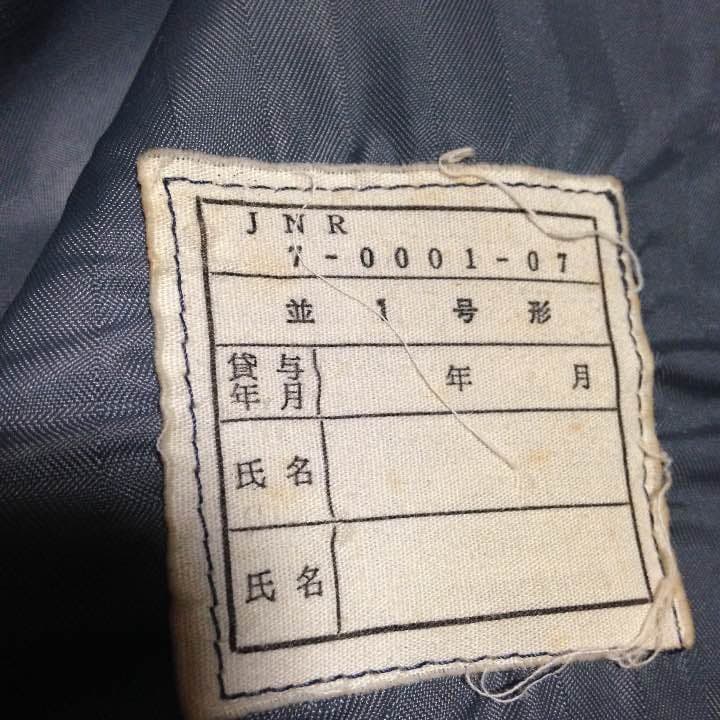 JNR
7-0001-07
並1号形
貸与年月 年 月
氏名
氏名